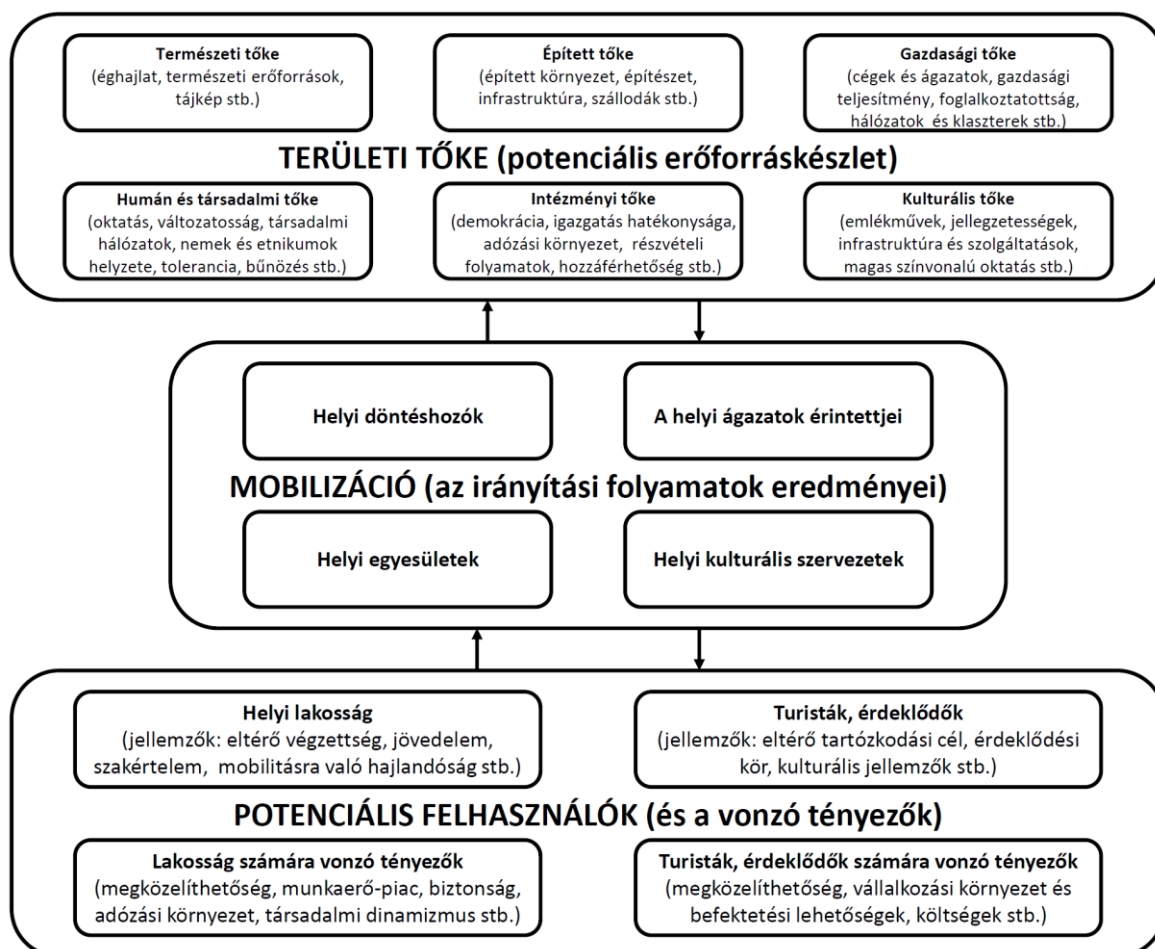 Természeti tőke
(éghajlat, természeti erőforrások,
tájkép stb.)
Épített tőke
(épített környezet, építészet,
infrastruktúra, szállodák stb.)
Gazdasági tőke
(cégek és ágazatok, gazdasági
teljesítmény, foglalkoztatottság,
hálózatok és klaszterek stb.)
TERÜLETI TŐKE (potenciális erőforráskészlet)
Humán és társadalmi tőke
(oktatás, változatosság, társadalmi
hálózatok, nemek és etnikumok
helyzete, tolerancia, bűnözés stb.)
Intézményi tőke
(demokrácia, igazgatás hatékonysága,
adózási környezet, részvételi
folyamatok, hozzáférhetőség stb.)
Kulturális tőke
(emlékművek, jellegzetességek,
infrastruktúra és szolgáltatások,
magas színvonalú oktatás stb.)
Helyi döntéshozók
A helyi ágazatok érintettjei
MOBILIZÁCIÓ (az irányítási folyamatok eredményei)
Helyi egyesületek
Helyi kulturális szervezetek
Helyi lakosság
(jellemzők: eltérő végzettség, jövedelem,
szakértelem, mobilitásra való hajlandóság stb.)
Turisták, érdeklődők
(jellemzők: eltérő tartózkodási cél, érdeklődési
kör, kulturális jellemzők stb.)
POTENCIÁLIS FELHASZNÁLÓK (és a vonzó tényezők)
Lakosság számára vonzó tényezők
(megközelíthetőség, munkaerő-piac, biztonság,
adózási környezet, társadalmi dinamizmus stb.)
Turisták, érdeklődők számára vonzó tényezők
(megközelíthetőség, vállalkozási környezet és
befektetési lehetőségek, költségek stb.)